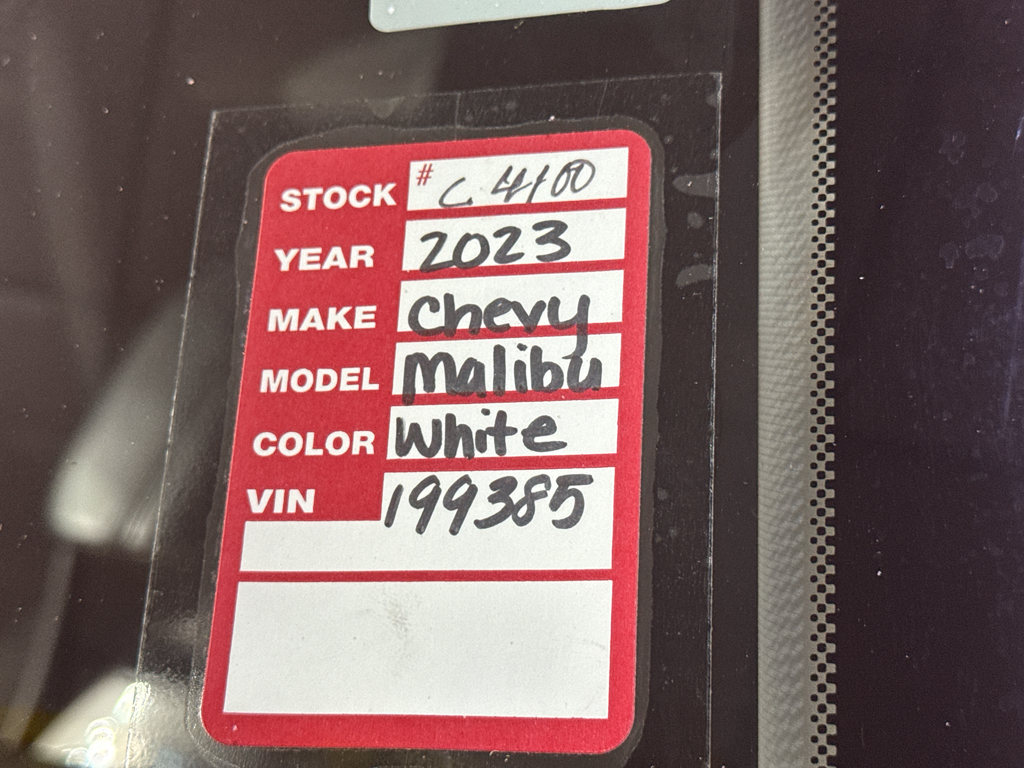 STOCK # C 4100
YEAR 2023
MAKE Chevy
MODEL Malibu
COLOR White
VIN 199385